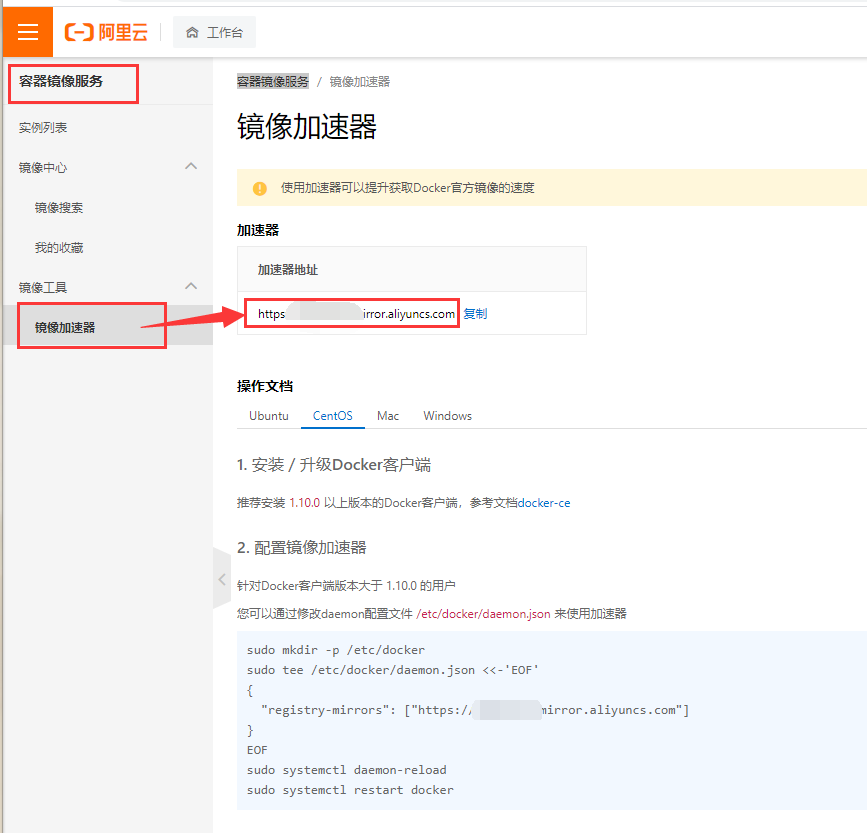 阿里云
工作台
容器镜像服务
实例列表
镜像中心
镜像搜索
我的收藏
镜像工具
镜像加速器
容器镜像服务 / 镜像加速器
镜像加速器
使用加速器可以提升获取Docker官方镜像的速度
加速器
加速器地址
https irror.aliyuncs.com 复制
操作文档
Ubuntu CentOS Mac Windows
1. 安装 / 升级Docker客户端
推荐安装 1.10.0 以上版本的Docker客户端，参考文档docker-ce
2. 配置镜像加速器
针对Docker客户端版本大于 1.10.0 的用户
您可以通过修改daemon配置文件 /etc/docker/daemon.json 来使用加速器
sudo mkdir -p /etc/docker
sudo tee /etc/docker/daemon.json <<-'EOF'
{
"registry-mirrors": ["https:// mirror.aliyuncs.com"]
}
EOF
sudo systemctl daemon-reload
sudo systemctl restart docker